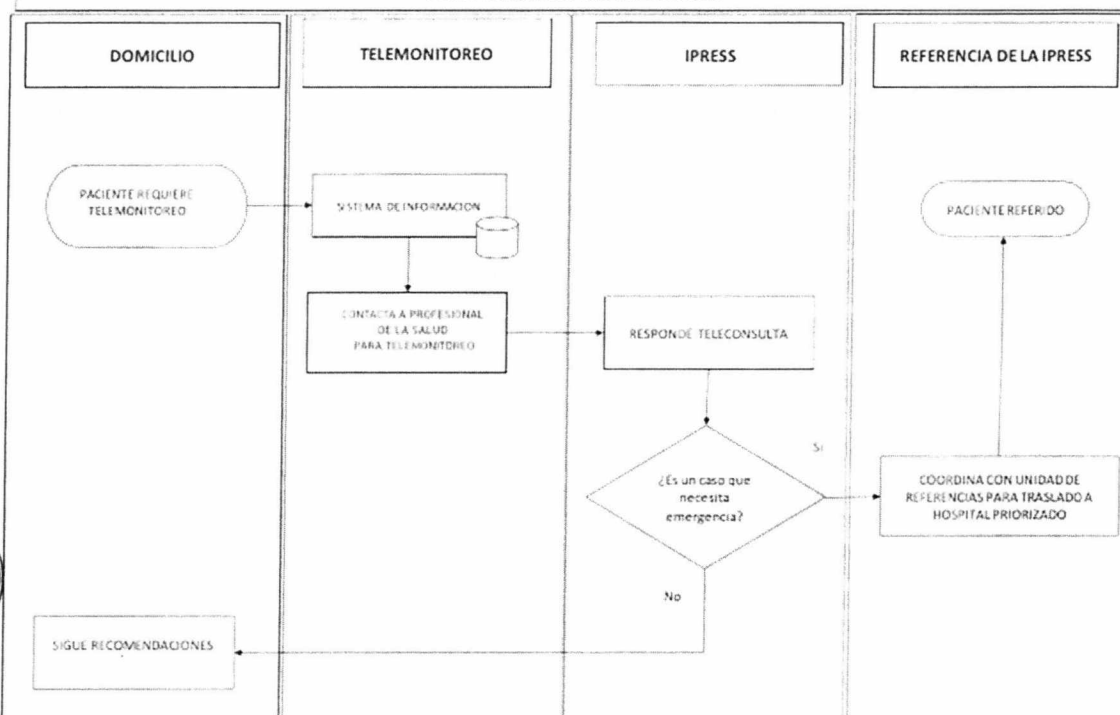 DOMICILIO
TELEMONITOREO
IPRESS
REFERENCIA DE LA IPRESS
PACIENTE REQUIERE
TELEMONITOREO
SISTEMA DE INFORMACION
PACIENTE REFERIDO
CONTACTA A PROFESIONAL
DE LA SALUD
PARA TELEMONITOREO
RESPONDE TELECONSULTA
Si
¿Es un caso que
necesita
emergencia?
COORDINA CON UNIDAD DE
REFERENCIAS PARA TRASLADO A
HOSPITAL PRIORIZADO
No
SIGUE RECOMENDACIONES